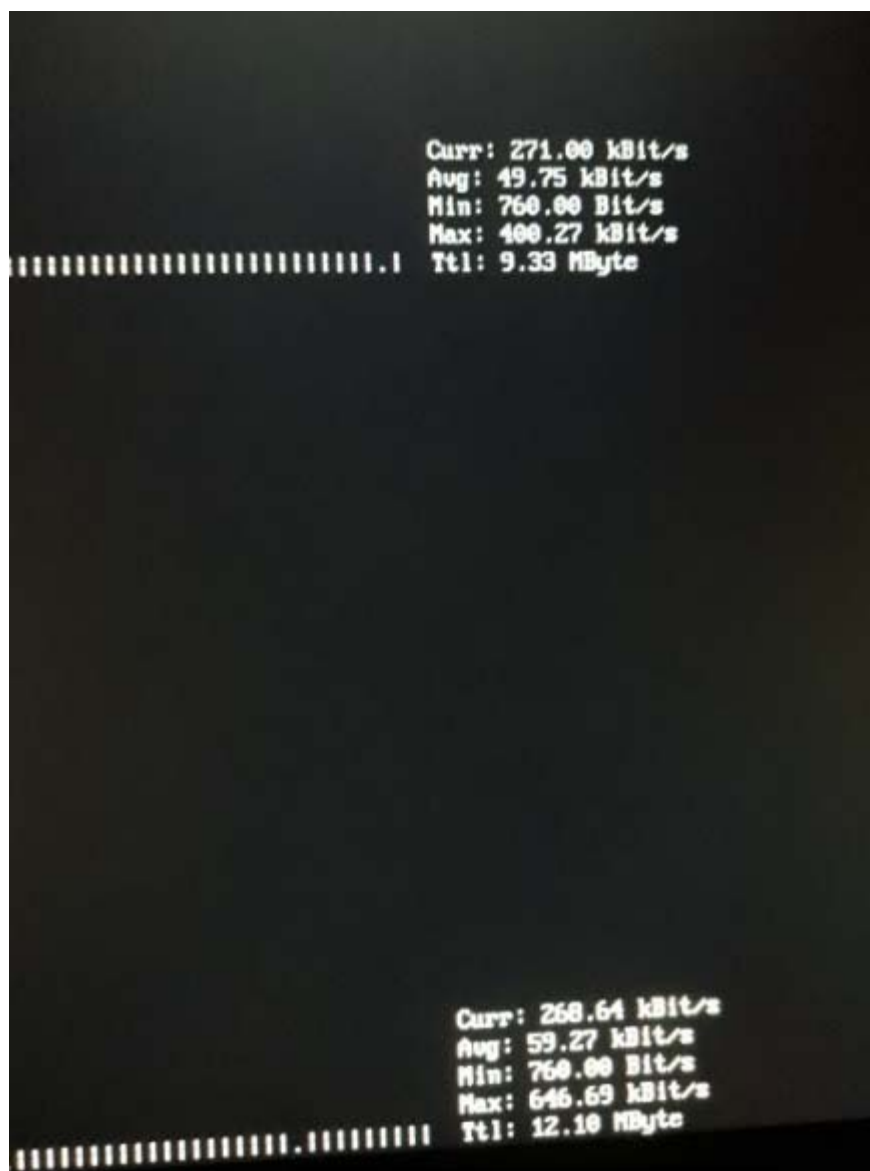 Curr: 271.00 kBit/s
Avg: 49.75 kBit/s
Min: 760.00 Bit/s
Max: 400.27 kBit/s
Ttl: 9.33 MByte
Curr: 268.64 kBit/s
Avg: 59.27 kBit/s
Min: 760.00 Bit/s
Max: 646.69 kBit/s
Ttl: 12.10 MByte